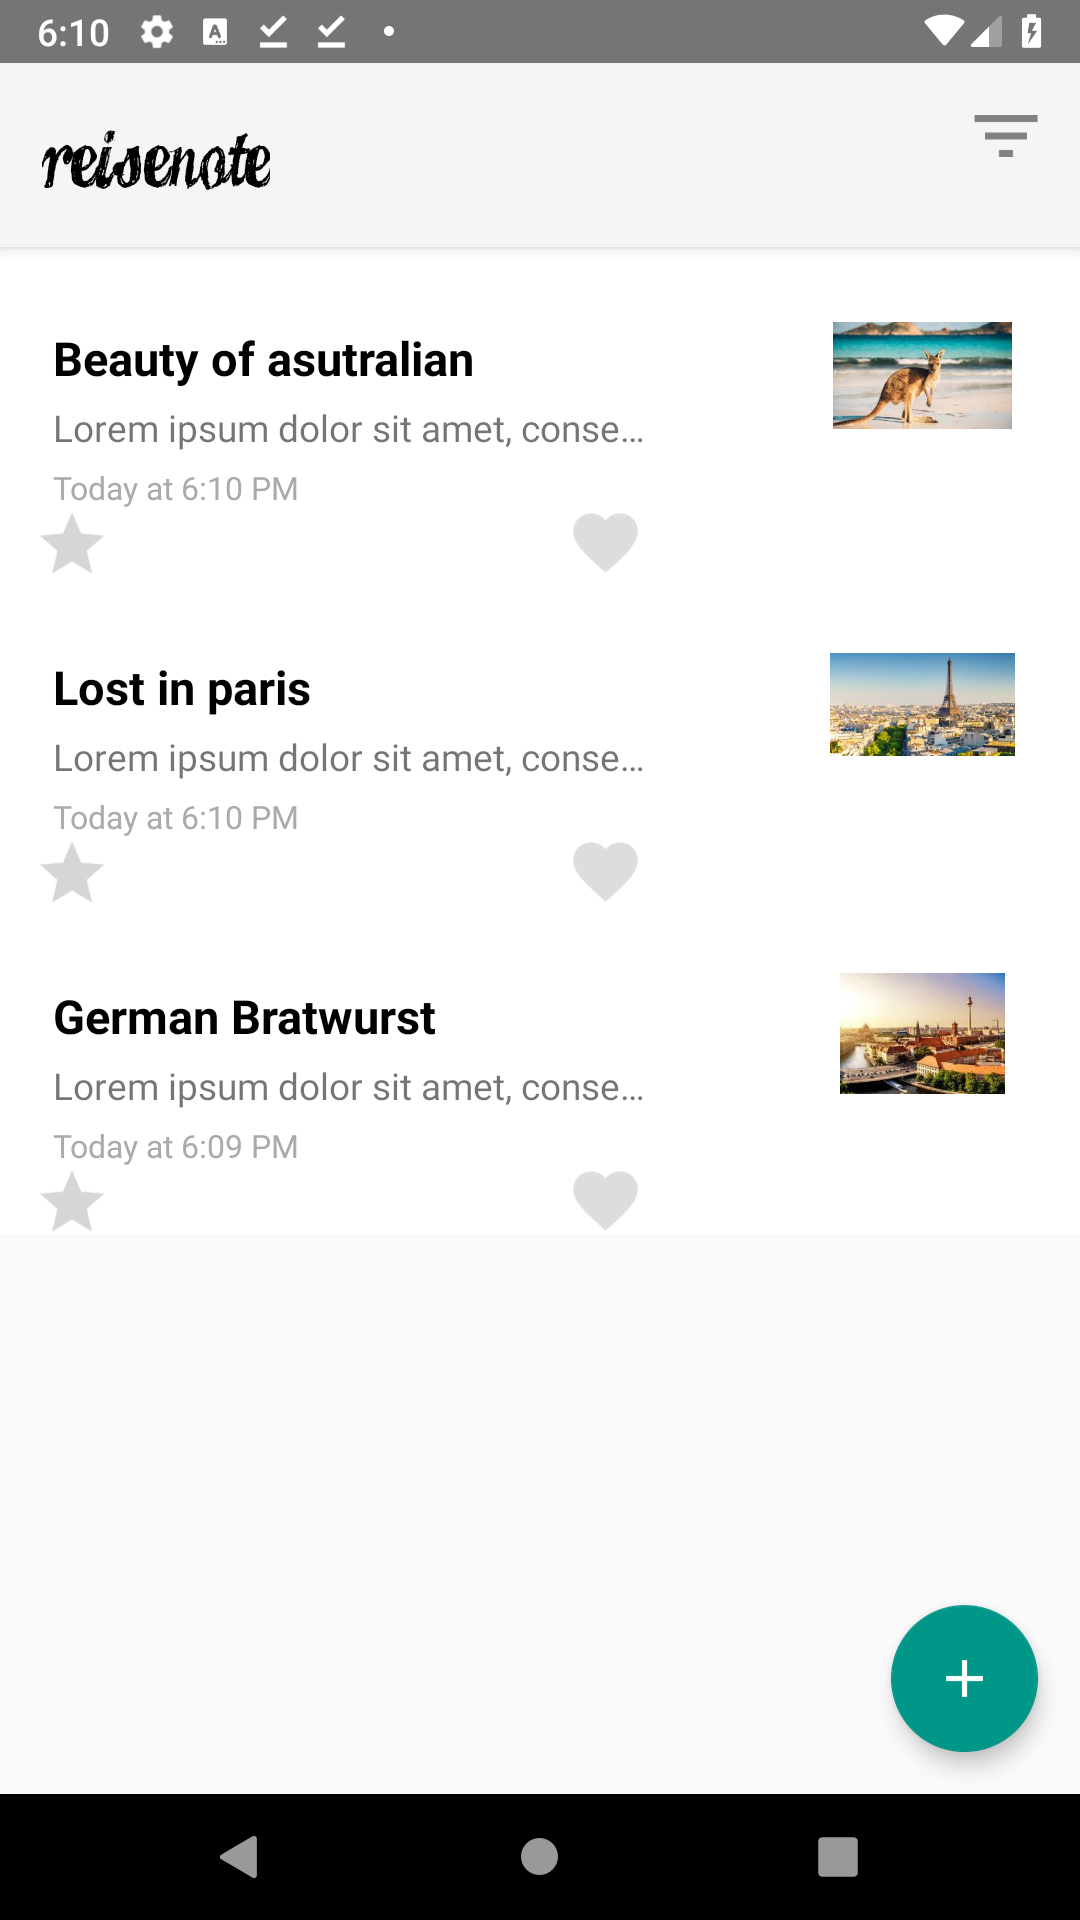 6:10
reisenote
Beauty of asutralian
Lorem ipsum dolor sit amet, conse...
Today at 6:10 PM
Lost in paris
Lorem ipsum dolor sit amet, conse...
Today at 6:10 PM
German Bratwurst
Lorem ipsum dolor sit amet, conse...
Today at 6:09 PM